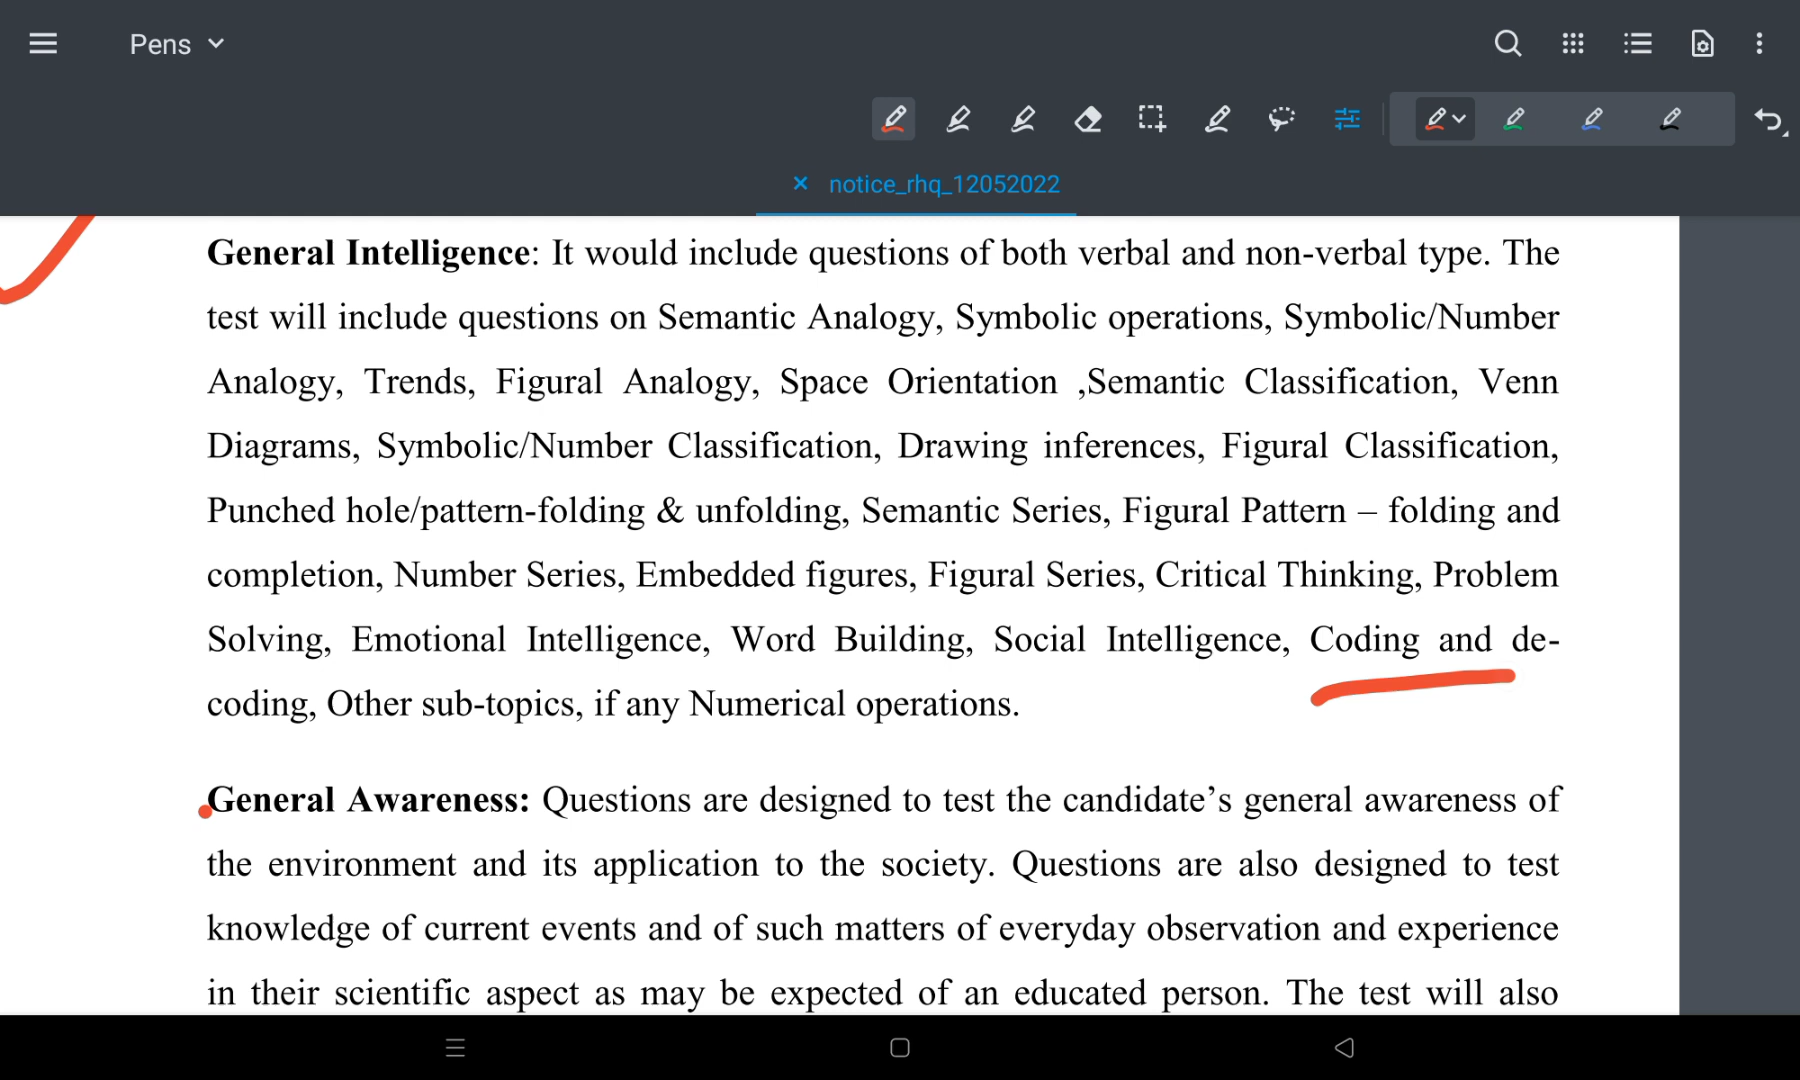 Pens
notice_rhq_12052022
General Intelligence: It would include questions of both verbal and non-verbal type. The
test will include questions on Semantic Analogy, Symbolic operations, Symbolic/Number
Analogy, Trends, Figural Analogy, Space Orientation ,Semantic Classification, Venn
Diagrams, Symbolic/Number Classification, Drawing inferences, Figural Classification,
Punched hole/pattern-folding & unfolding, Semantic Series, Figural Pattern – folding and
completion, Number Series, Embedded figures, Figural Series, Critical Thinking, Problem
Solving, Emotional Intelligence, Word Building, Social Intelligence, Coding and de-
coding, Other sub-topics, if any Numerical operations.
General Awareness: Questions are designed to test the candidate’s general awareness of
the environment and its application to the society. Questions are also designed to test
knowledge of current events and of such matters of everyday observation and experience
in their scientific aspect as may be expected of an educated person. The test will also